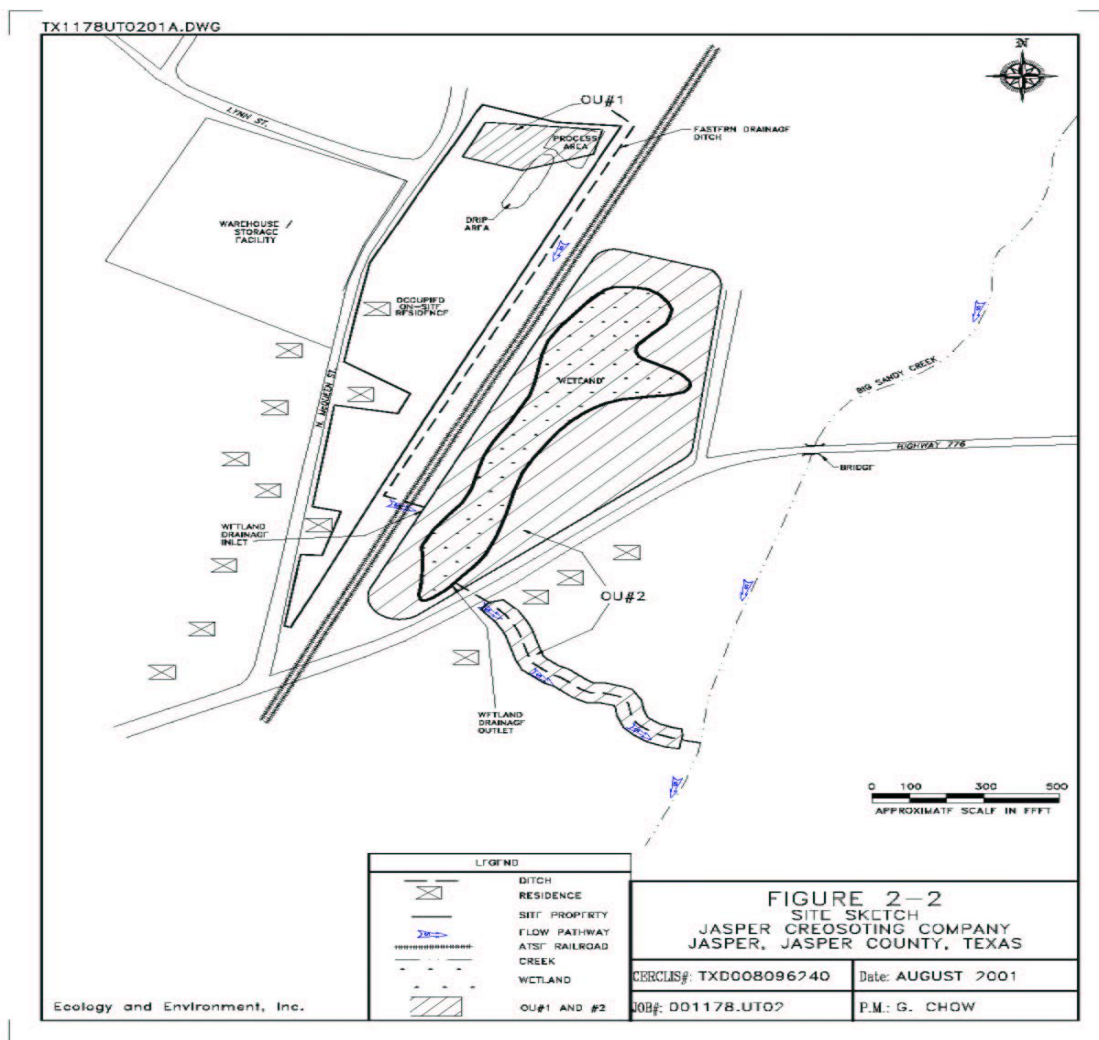 TX1178UT0201A.DWG
N
OU#1
LYNN ST.
PROCESS
AREA
EASTERN DRAINAGE
DITCH
DRIP
AREA
WAREHOUSE /
STORAGE
FACILITY
OCCUPIED
ON-SITE
RESIDENCE
WETLAND
BIG SANDY CREEK
N. MCQUEEN ST.
HIGHWAY 776
BRIDGE
WETLAND
DRAINAGE
INLET
OU#2
WETLAND
DRAINAGE
OUTLET
0 100 300 500
APPROXIMATE SCALE IN FEET
LEGEND
DITCH
RESIDENCE
SITE PROPERTY
FLOW PATHWAY
ATSF RAILROAD
CREEK
WETLAND
OU#1 AND #2
FIGURE 2-2
SITE SKETCH
JASPER CREOSOTING COMPANY
JASPER, JASPER COUNTY, TEXAS
CERCLIS#: TXD008096240
Date: AUGUST 2001
JOB#: 001178.UT02
P.M.: G. CHOW
Ecology and Environment, Inc.